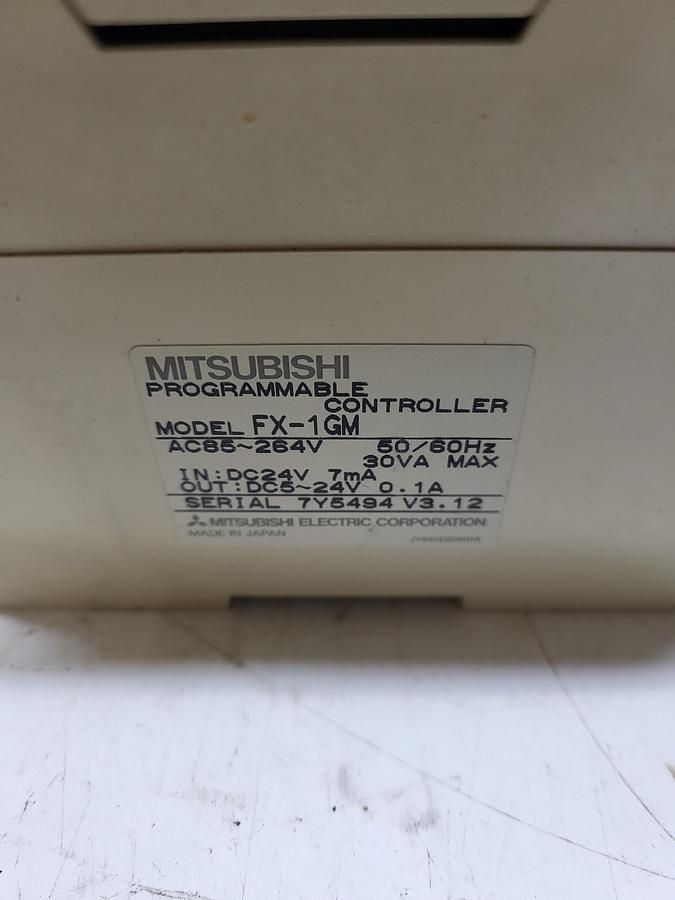 MITSUBISHI
PROGRAMMABLE
CONTROLLER
MODEL FX-1GM
AC85~264V 50/60Hz
30VA MAX
IN:DC24V 7mA
OUT:DC5~24V 0.1A
SERIAL 7Y5494 V3.12
MITSUBISHI ELECTRIC CORPORATION
MADE IN JAPAN